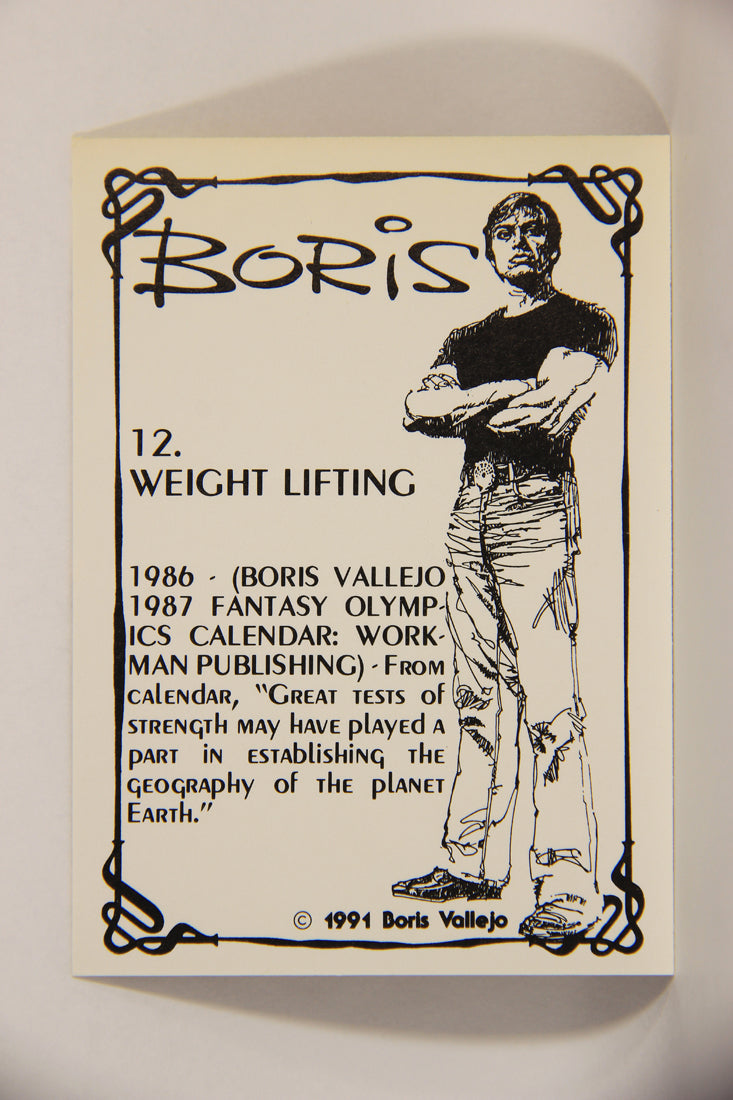 BORiS
12.
WEIGHT LIFTING
1986 - (BORIS VALLEJO
1987 FANTASY OLYMP-
ICS CALENDAR: WORK-
MAN PUBLISHING) - From
calendar, "Great tests of
strength may have played a
part in establishing the
geography of the planet
Earth."
© 1991 Boris Vallejo